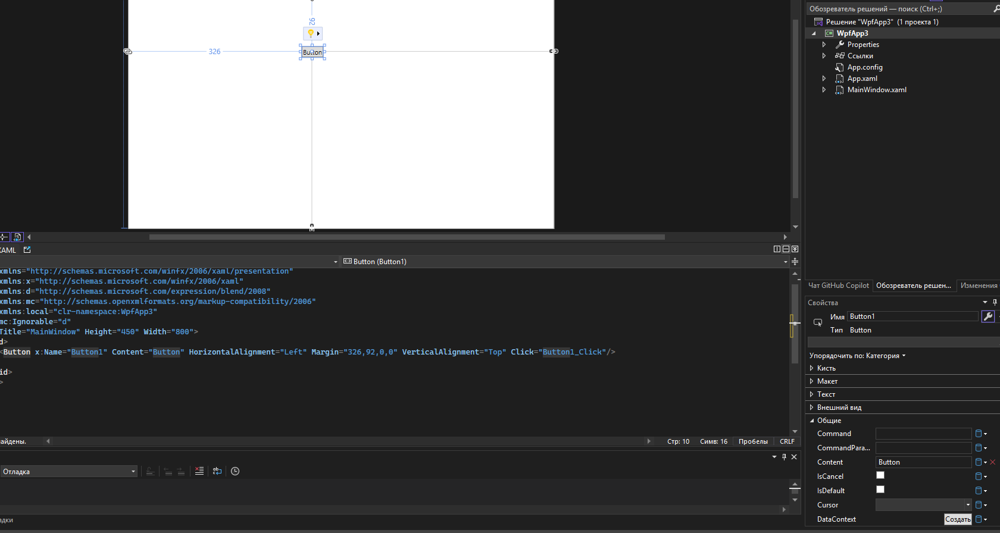 92
326
Button
XAML
Button (Button1)
xmlns="http://schemas.microsoft.com/winfx/2006/xaml/presentation"
xmlns:x="http://schemas.microsoft.com/winfx/2006/xaml"
xmlns:d="http://schemas.microsoft.com/expression/blend/2008"
xmlns:mc="http://schemas.openxmlformats.org/markup-compatibility/2006"
xmlns:local="clr-namespace:WpfApp3"
mc:Ignorable="d"
Title="MainWindow" Height="450" Width="800">
d>
<Button x:Name="Button1" Content="Button" HorizontalAlignment="Left" Margin="326,92,0,0" VerticalAlignment="Top" Click="Button1_Click"/>
id>
>
айдены.
Стр: 10 Симв: 16 Пробелы CRLF
Отладка
адки
Обозреватель решений — поиск (Ctrl+;)
Решение "WpfApp3" (1 проекта 1)
C# WpfApp3
Properties
Ссылки
App.config
App.xaml
MainWindow.xaml
Чат GitHub Copilot Обозреватель решен... Изменения
Свойства
Имя Button1
Тип Button
Упорядочить по: Категория
Кисть
Макет
Текст
Внешний вид
Общие
Command
CommandPara...
Content Button
IsCancel
IsDefault
Cursor
DataContext Создать